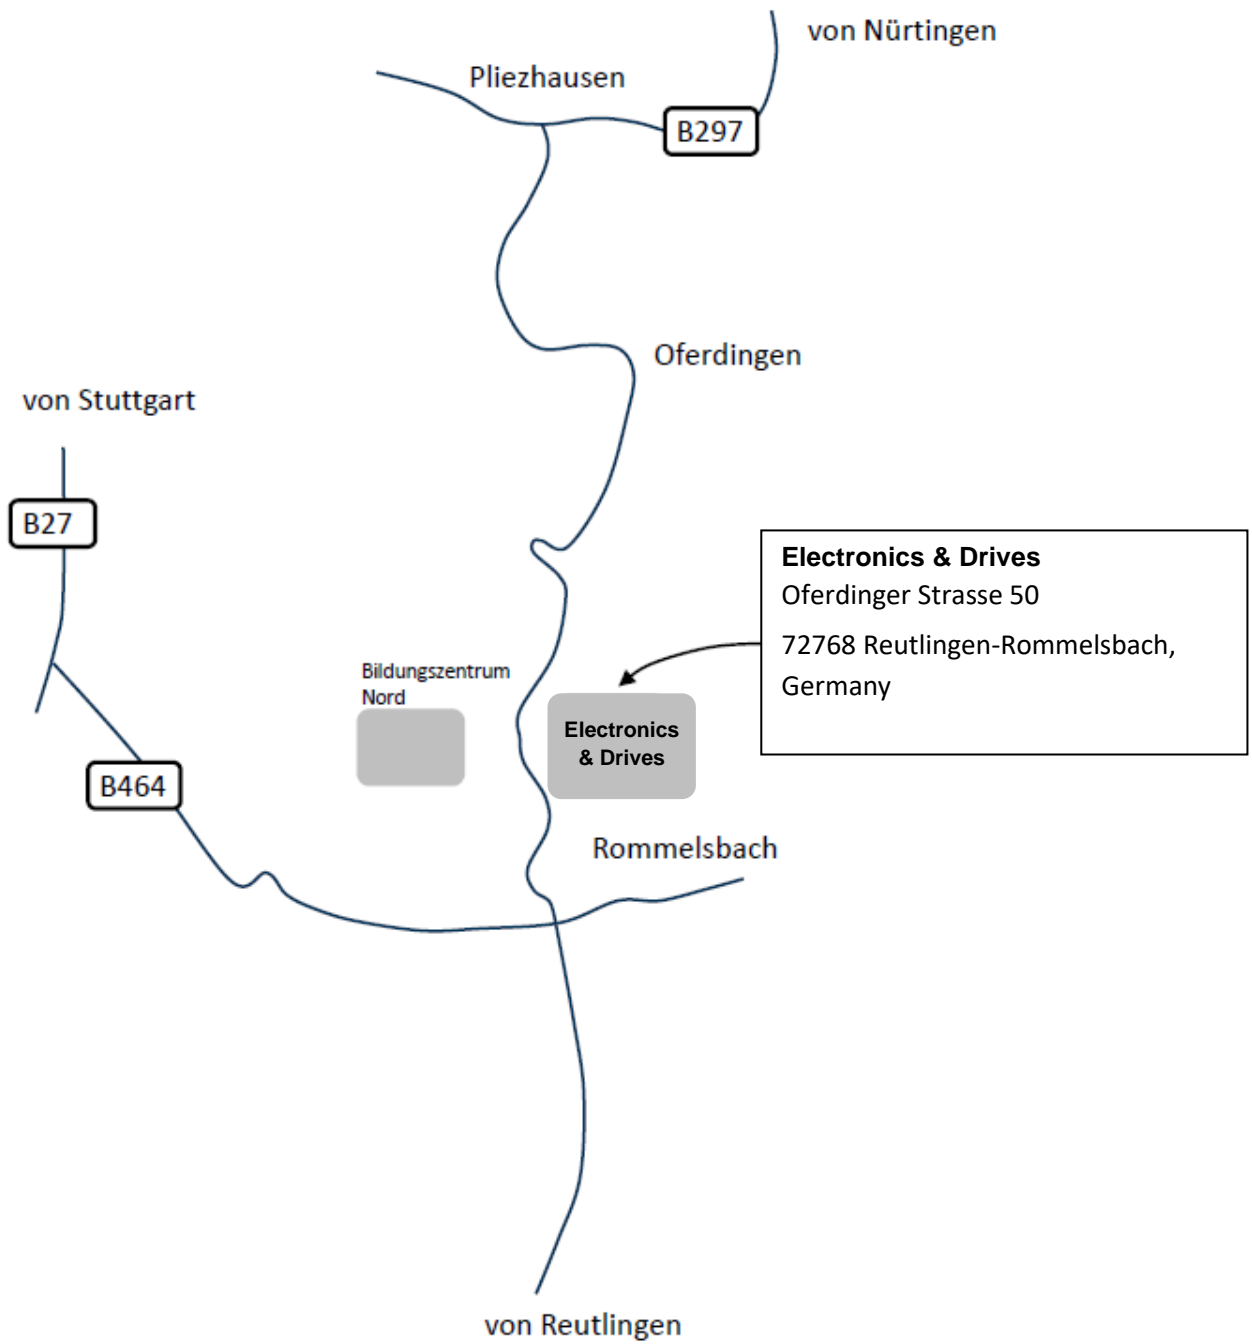 von Nürtingen
Pliezhausen
B297
Oferdingen
von Stuttgart
B27
Electronics & Drives
Oferdinger Strasse 50
72768 Reutlingen-Rommelsbach,
Germany
Bildungszentrum
Nord
Electronics
& Drives
B464
Rommelsbach
von Reutlingen